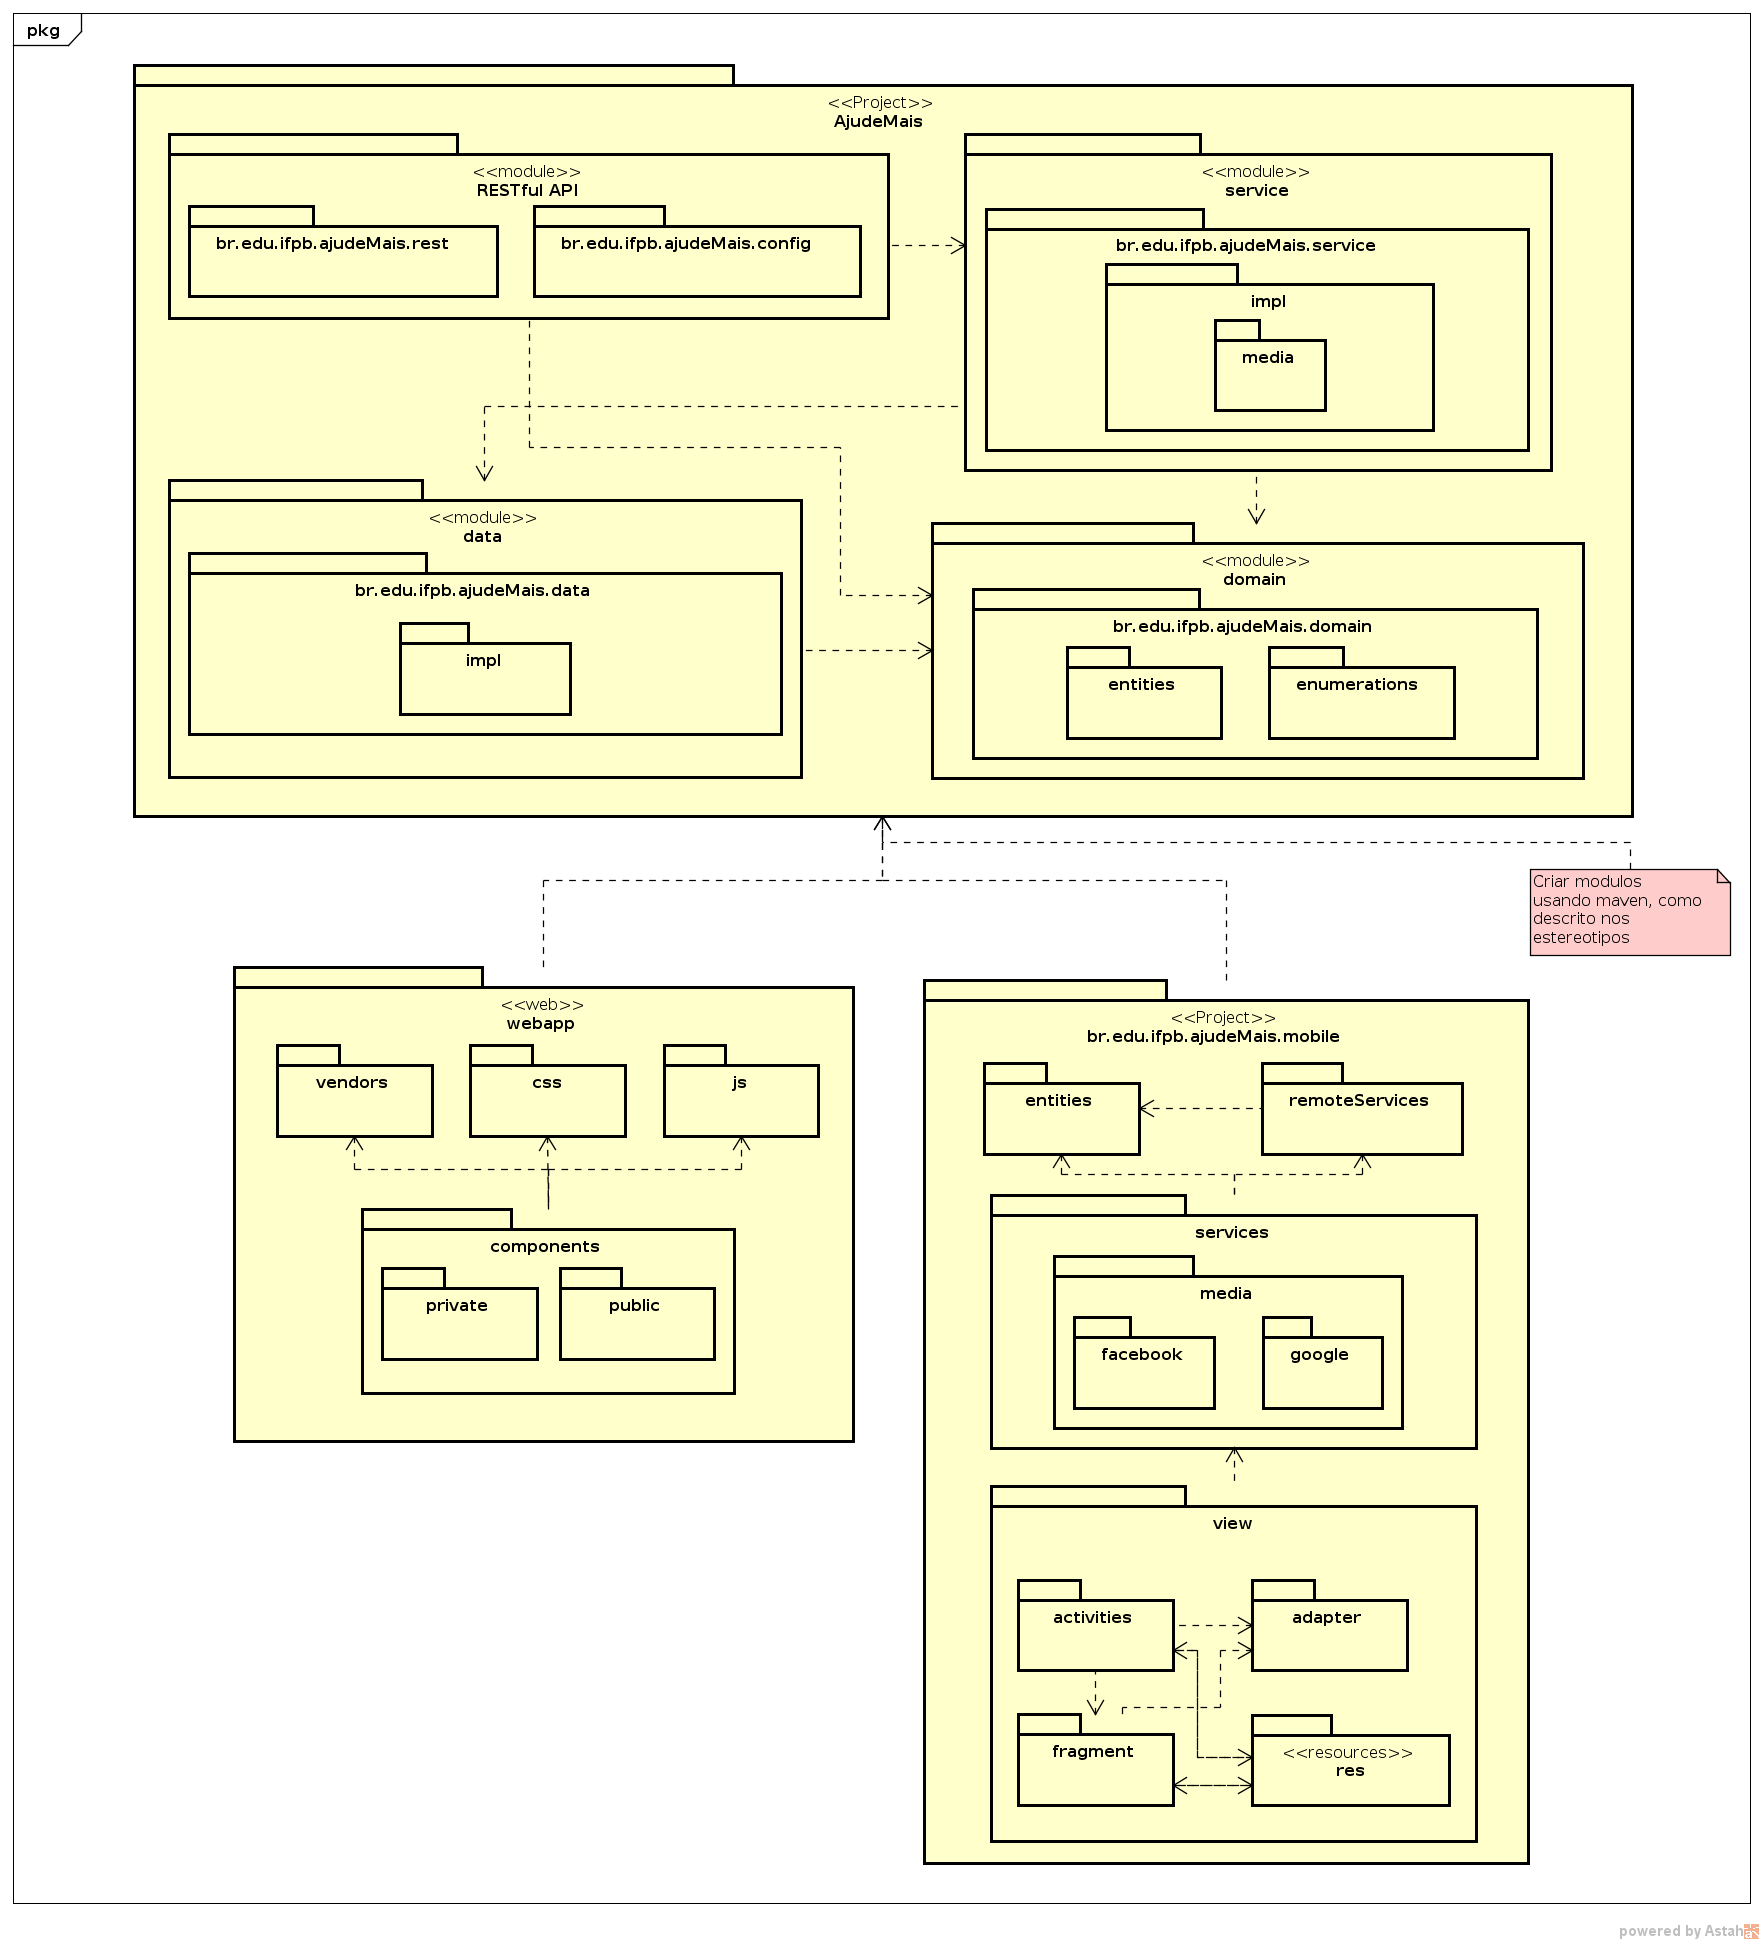 pkg
<<Project>>
AjudeMais
<<module>>
RESTful API
br.edu.ifpb.ajudeMais.rest
br.edu.ifpb.ajudeMais.config
<<module>>
service
br.edu.ifpb.ajudeMais.service
impl
media
<<module>>
data
br.edu.ifpb.ajudeMais.data
impl
<<module>>
domain
br.edu.ifpb.ajudeMais.domain
entities
enumerations
Criar modulos
usando maven, como
descrito nos
estereotipos
<<web>>
webapp
vendors
css
js
components
private
public
<<Project>>
br.edu.ifpb.ajudeMais.mobile
entities
remoteServices
services
media
facebook
google
view
activities
adapter
fragment
<<resources>>
res
powered by Astah